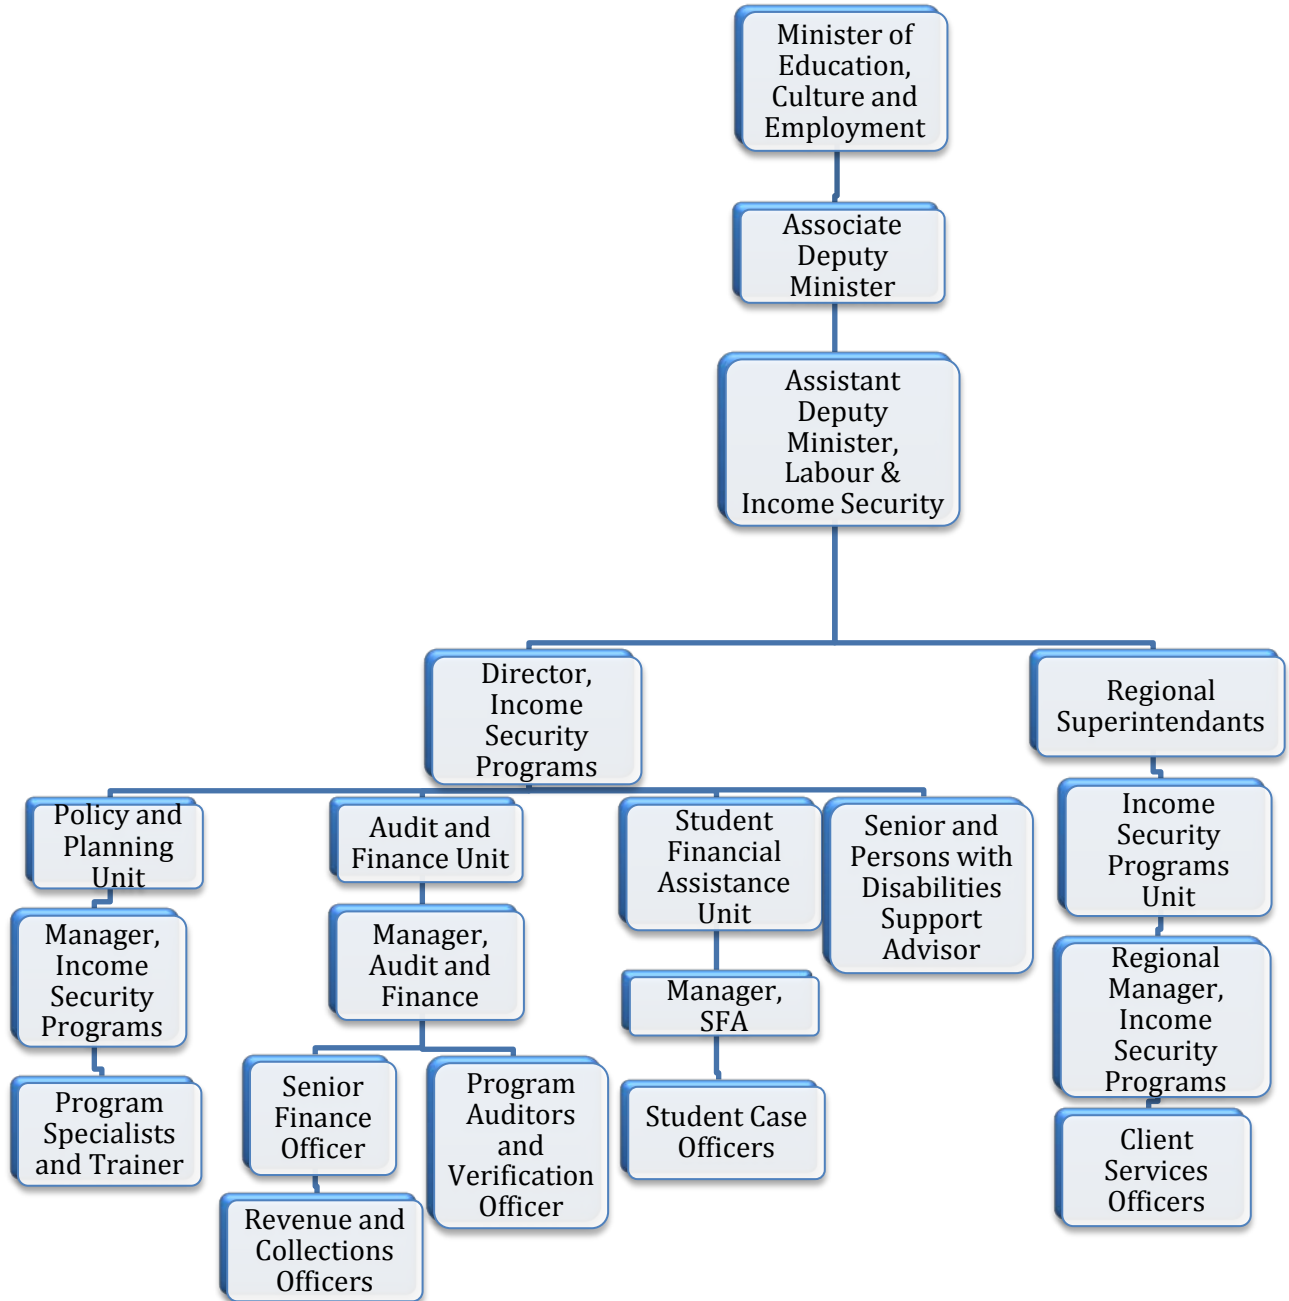 Minister of
Education,
Culture and
Employment
Associate
Deputy
Minister
Assistant
Deputy
Minister,
Labour &
Income Security
Director,
Income
Security
Programs
Regional
Superintendants
Policy and
Planning
Unit
Audit and
Finance Unit
Student
Financial
Assistance
Unit
Senior and
Persons with
Disabilities
Support
Advisor
Income
Security
Programs
Unit
Manager,
Income
Security
Programs
Manager,
Audit and
Finance
Manager,
SFA
Regional
Manager,
Income
Security
Programs
Program
Specialists
and Trainer
Senior
Finance
Officer
Program
Auditors
and
Verification
Officer
Student Case
Officers
Client
Services
Officers
Revenue and
Collections
Officers